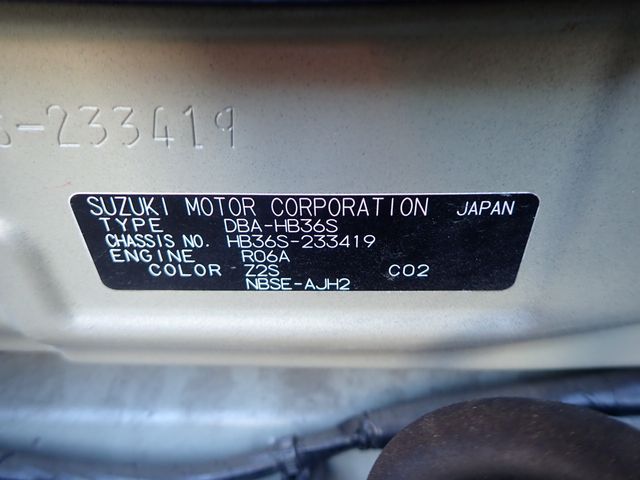 S-233419
SUZUKI MOTOR CORPORATION JAPAN
TYPE DBA-HB36S
CHASSIS NO. HB36S-233419
ENGINE R06A
COLOR Z2S C02
NBSE-AJH2